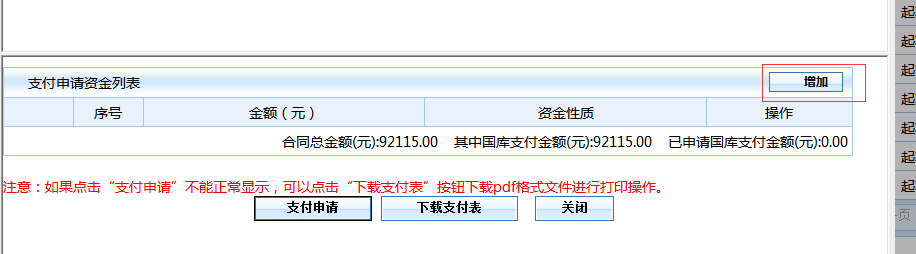 支付申请资金列表
增加
序号 金额（元） 资金性质 操作
合同总金额(元):92115.00 其中国库支付金额(元):92115.00 已申请国库支付金额(元):0.00
注意：如果点击“支付申请”不能正常显示，可以点击“下载支付表”按钮下载pdf格式文件进行打印操作。
支付申请 下载支付表 关闭
起
起
起
起
起
起
起
页